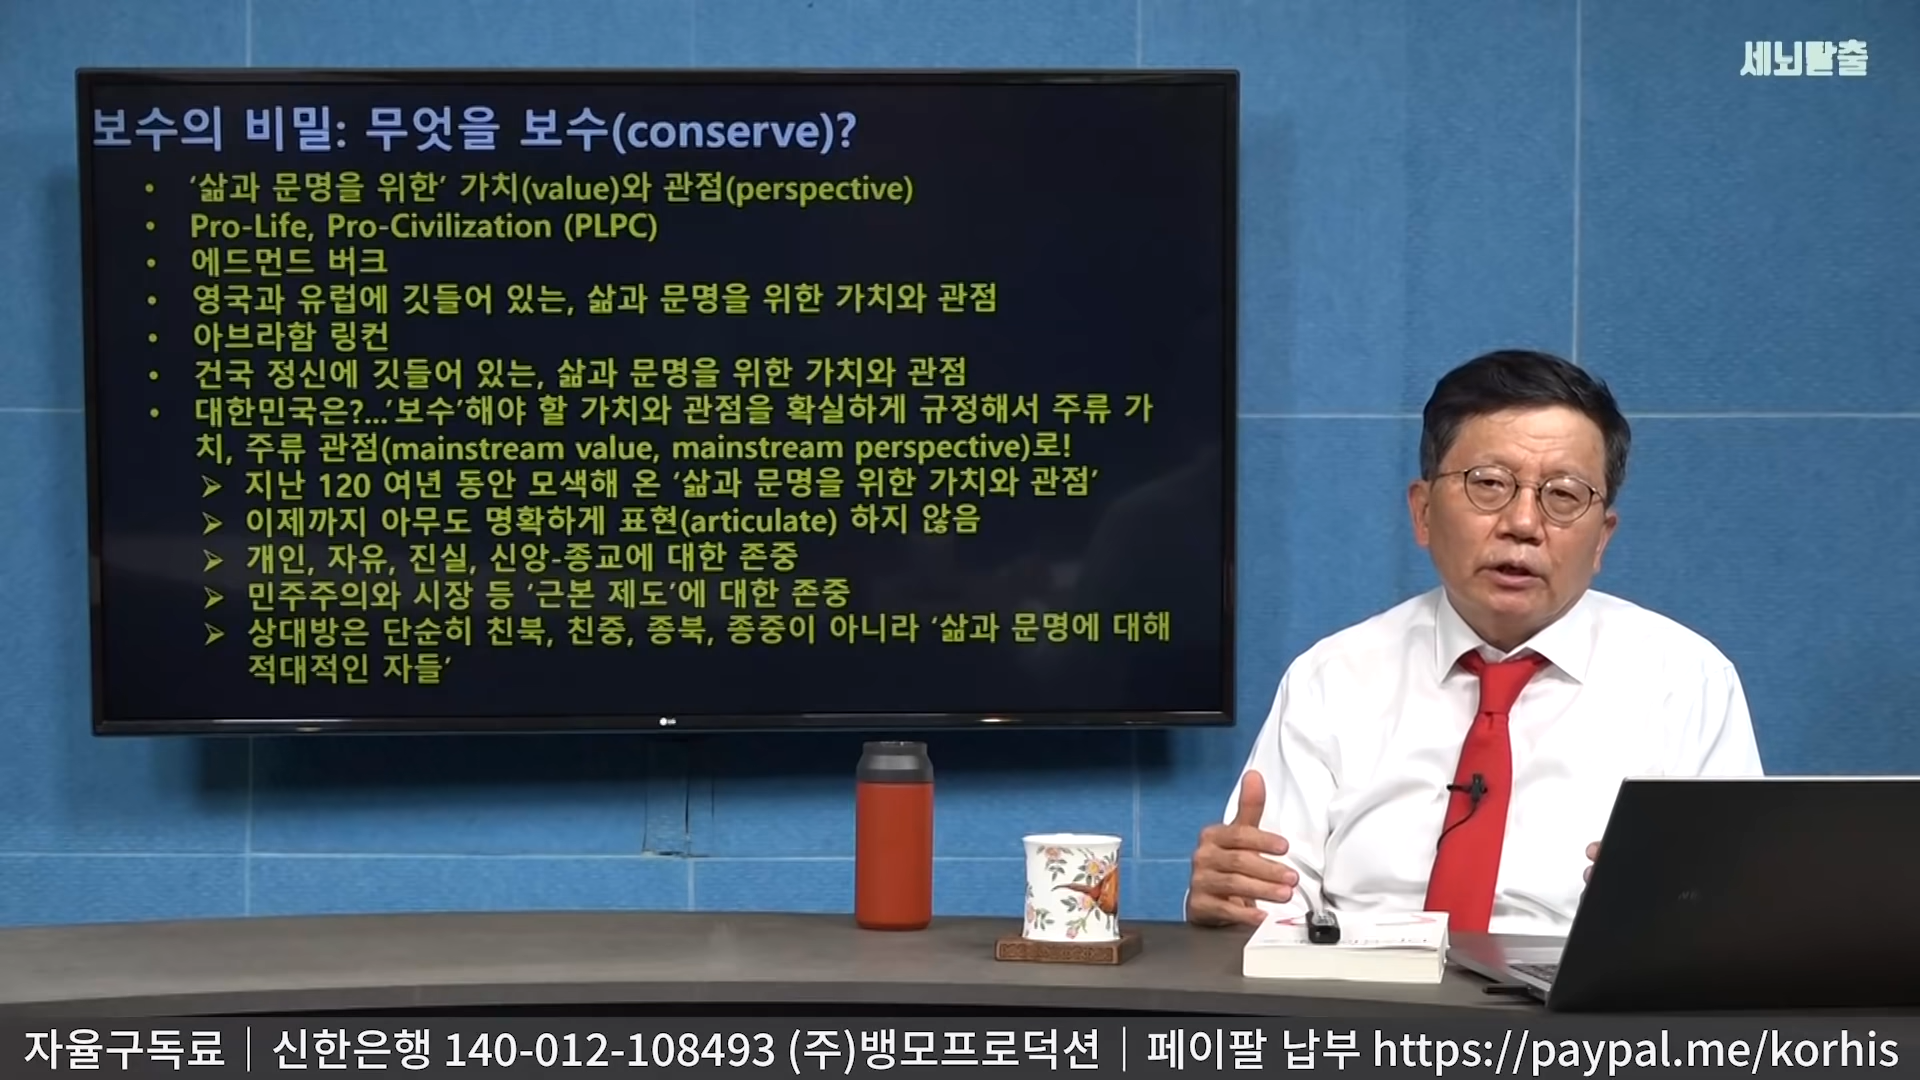 세뇌탈출
보수의 비밀: 무엇을 보수(conserve)?
• ‘삶과 문명을 위한’ 가치(value)와 관점(perspective)
• Pro-Life, Pro-Civilization (PLPC)
• 에드먼드 버크
• 영국과 유럽에 깃들어 있는, 삶과 문명을 위한 가치와 관점
• 아브라함 링컨
• 건국 정신에 깃들어 있는, 삶과 문명을 위한 가치와 관점
• 대한민국은?...’보수’해야 할 가치와 관점을 확실하게 규정해서 주류 가
치, 주류 관점(mainstream value, mainstream perspective)로!
➢ 지난 120 여년 동안 모색해 온 ‘삶과 문명을 위한 가치와 관점’
➢ 이제까지 아무도 명확하게 표현(articulate) 하지 않음
➢ 개인, 자유, 진실, 신앙-종교에 대한 존중
➢ 민주주의와 시장 등 ‘근본 제도’에 대한 존중
➢ 상대방은 단순히 친북, 친중, 종북, 종중이 아니라 ‘삶과 문명에 대해
적대적인 자들’
LG
자율구독료│신한은행 140-012-108493 (주)뱅모프로덕션│페이팔 납부 https://paypal.me/korhis